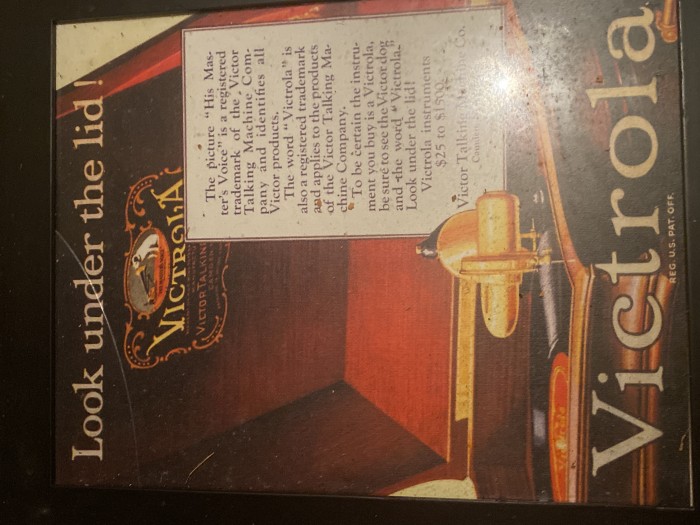 Look under the lid!
VICTROLA
VICTOR TALKIN
CAMDEN
The picture "His Mas-
ter's Voice" is a registered
trademark of the Victor
Talking Machine Com-
pany and identifies all
Victor products.
The word "Victrola" is
also a registered trademark
and applies to the products
of the Victor Talking Ma-
chine Company.
To be certain the instru-
ment you buy is a Victrola,
be sure to see the Victor dog
and the word "Victrola."
Look under the lid!
Victrola instruments
$25 to $1500.
Victor Talking Co.
Victrola
REG. U.S. PAT. OFF.